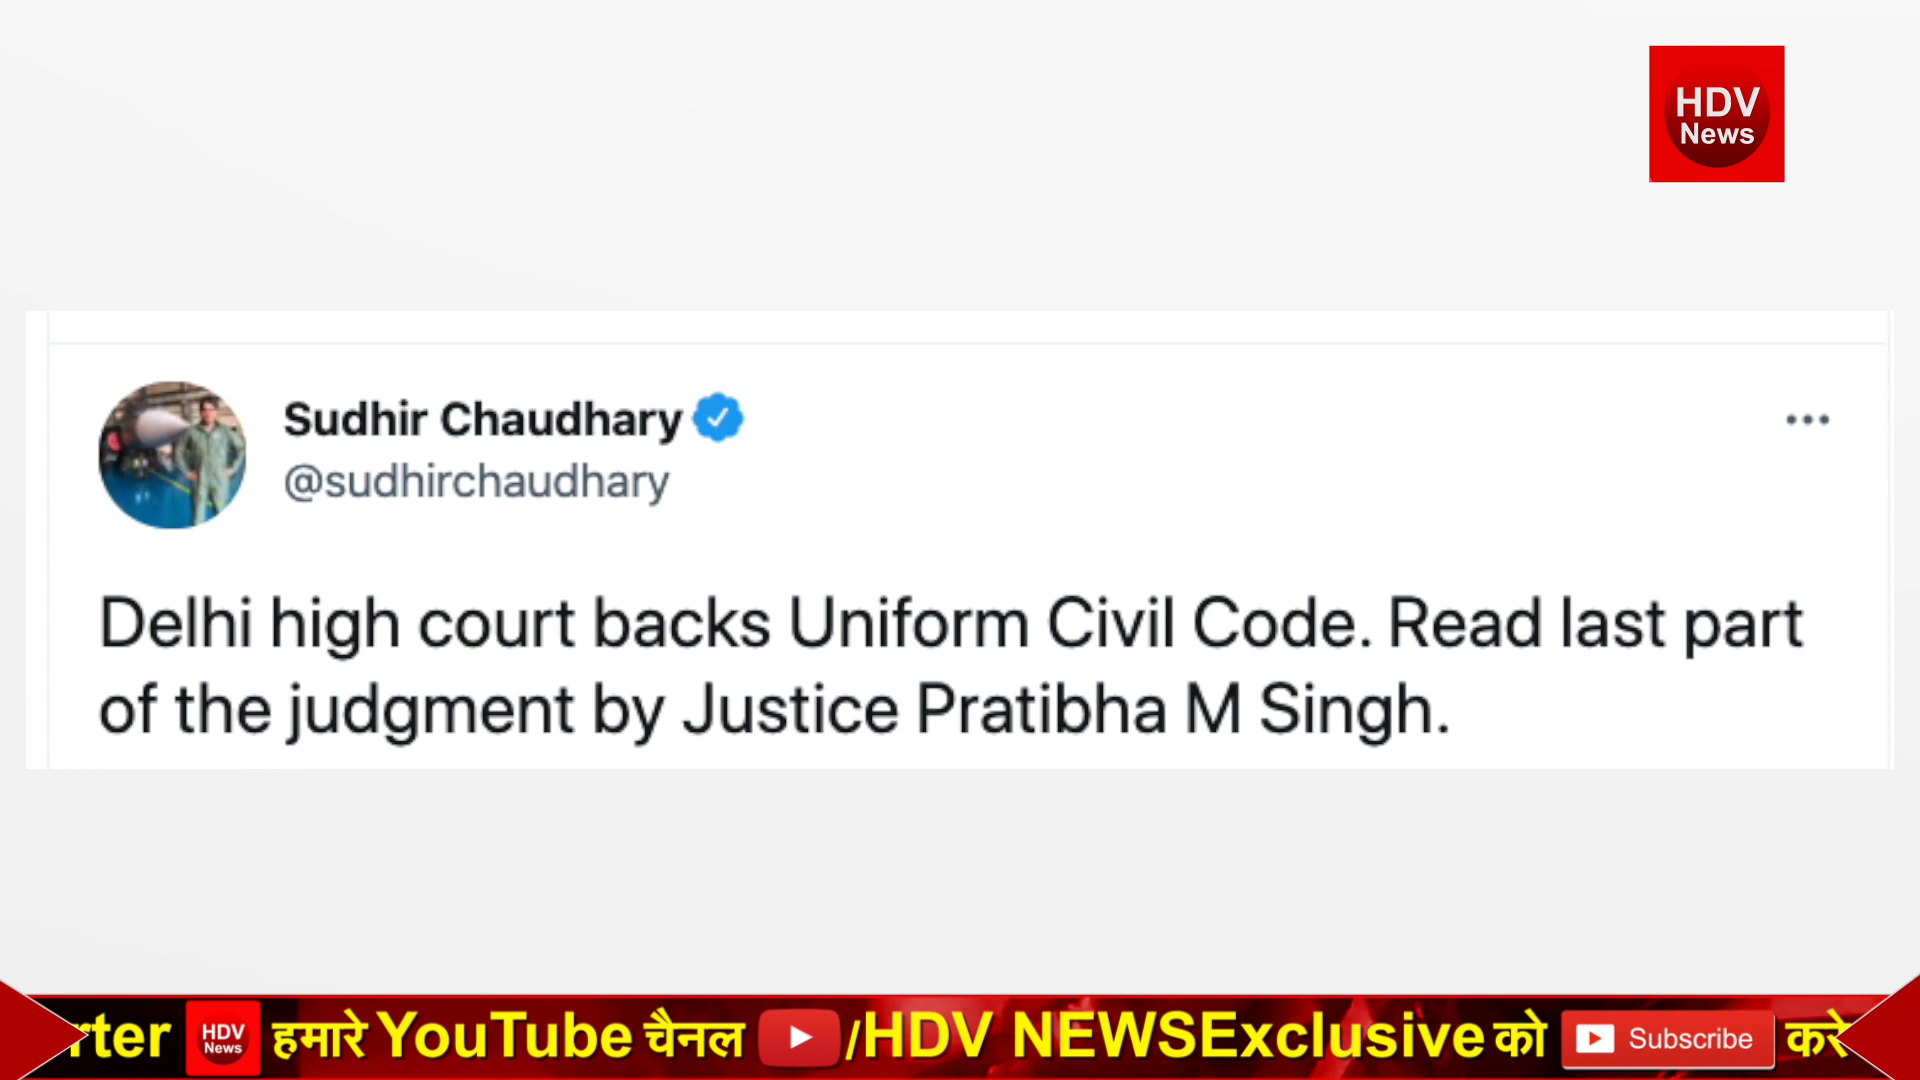 HDV
News
Sudhir Chaudhary
@sudhirchaudhary
Delhi high court backs Uniform Civil Code. Read last part
of the judgment by Justice Pratibha M Singh.
rter HDV News हमारे YouTube चैनल /HDV NEWSExclusive को Subscribe करे